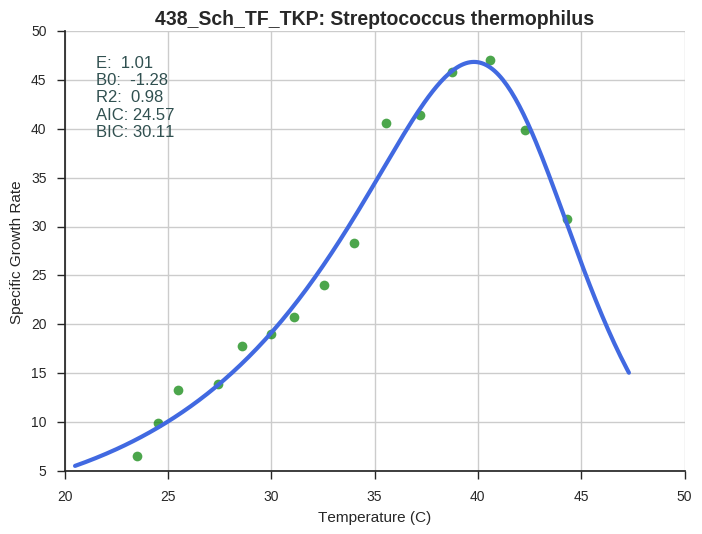 438_Sch_TF_TKP: Streptococcus thermophilus
50
45
40
35
30
25
20
15
10
5
E: 1.01
B0: -1.28
R2: 0.98
AIC: 24.57
BIC: 30.11
Specific Growth Rate
20 25 30 35 40 45 50
Temperature (C)